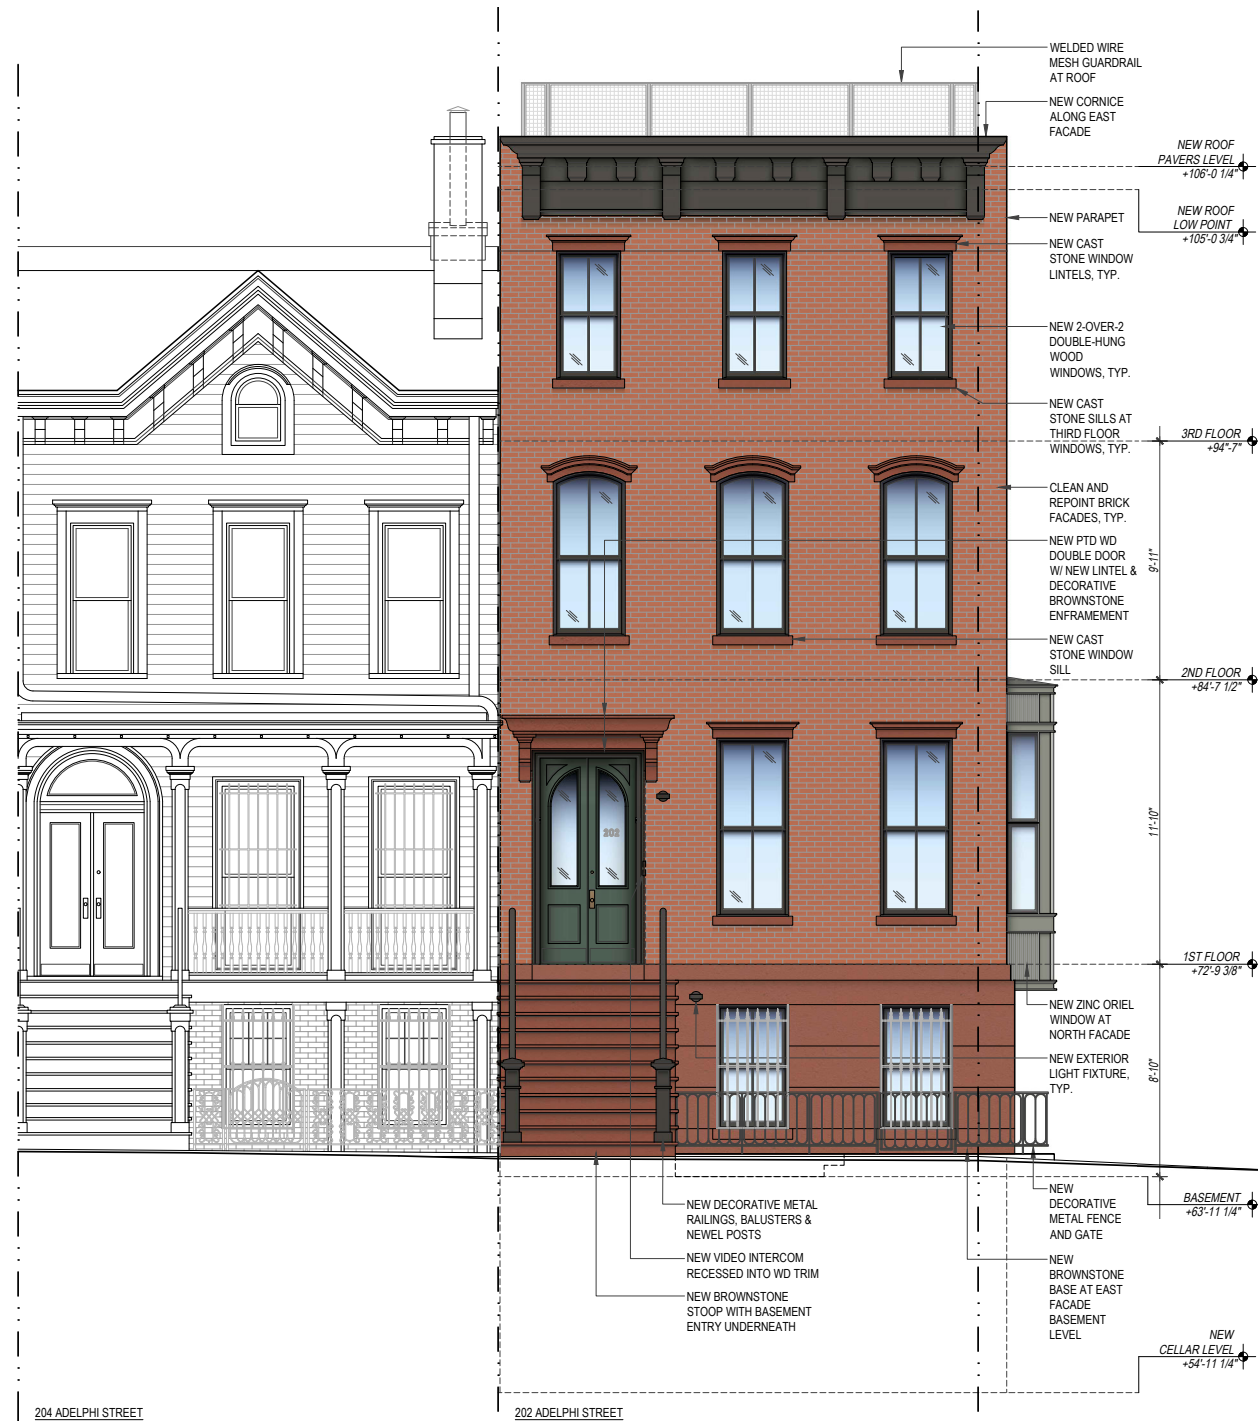 WELDED WIRE
MESH GUARDRAIL
AT ROOF
NEW CORNICE
ALONG EAST
FACADE
NEW ROOF
PAVERS LEVEL
+106'-0 1/4"
NEW PARAPET
NEW ROOF
LOW POINT
+105'-0 3/4"
NEW CAST
STONE WINDOW
LINTELS, TYP.
NEW 2-OVER-2
DOUBLE-HUNG
WOOD
WINDOWS, TYP.
NEW CAST
STONE SILLS AT
THIRD FLOOR
WINDOWS, TYP.
3RD FLOOR
+94'-7"
CLEAN AND
REPOINT BRICK
FACADES, TYP.
NEW PTD WD
DOUBLE DOOR
W/ NEW LINTEL &
DECORATIVE
BROWNSTONE
ENFRAMEMENT
9'-11"
NEW CAST
STONE WINDOW
SILL
2ND FLOOR
+84'-7 1/2"
202
11'-10"
1ST FLOOR
+72'-9 3/8"
NEW ZINC ORIEL
WINDOW AT
NORTH FACADE
NEW EXTERIOR
LIGHT FIXTURE,
TYP.
8'-10"
NEW DECORATIVE METAL
RAILINGS, BALUSTERS &
NEWEL POSTS
NEW VIDEO INTERCOM
RECESSED INTO WD TRIM
NEW BROWNSTONE
STOOP WITH BASEMENT
ENTRY UNDERNEATH
NEW
DECORATIVE
METAL FENCE
AND GATE
BASEMENT
+63'-11 1/4"
NEW
BROWNSTONE
BASE AT EAST
FACADE
BASEMENT
LEVEL
NEW
CELLAR LEVEL
+54'-11 1/4"
204 ADELPHI STREET
202 ADELPHI STREET